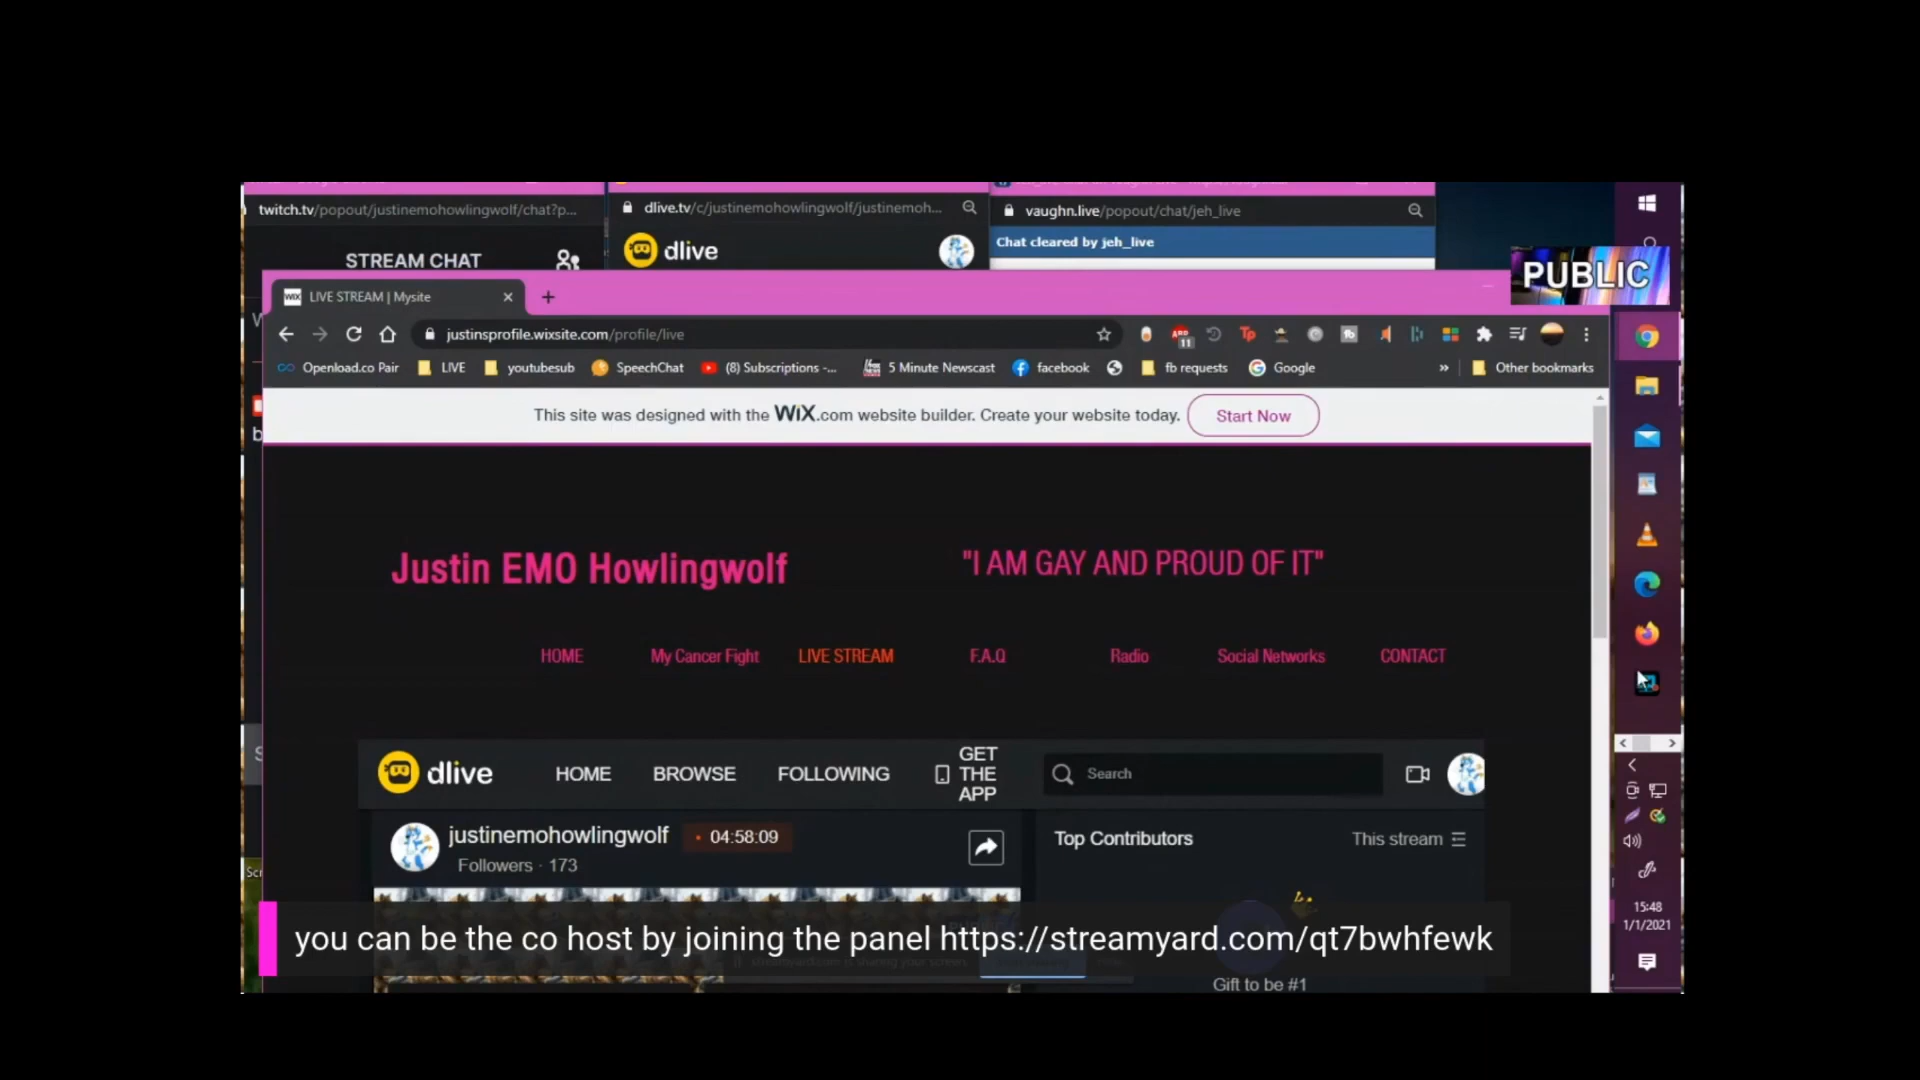 twitch.tv/popout/justinemohowlingwolf/chat?p...
dlive.tv/c/justinemohowlingwolf/justinemoh...
vaughn.live/popout/chat/jeh_live
STREAM CHAT
dlive
Chat cleared by jeh_live
PUBLIC
WiX LIVE STREAM | Mysite
justinsprofile.wixsite.com/profile/live
ABP
11
Tp
Openload.co Pair
LIVE
youtubesub
SpeechChat
(8) Subscriptions -...
5 Minute Newscast
facebook
fb requests
Google
»
Other bookmarks
This site was designed with the WiX.com website builder. Create your website today.
Start Now
Justin EMO Howlingwolf
"I AM GAY AND PROUD OF IT"
HOME
My Cancer Fight
LIVE STREAM
F.A.Q
Radio
Social Networks
CONTACT
dlive
HOME
BROWSE
FOLLOWING
GET
THE
APP
Search
justinemohowlingwolf
• 04:58:09
Followers · 173
Top Contributors
This stream
you can be the co host by joining the panel https://streamyard.com/qt7bwhfewk
Gift to be #1
15:48
1/1/2021